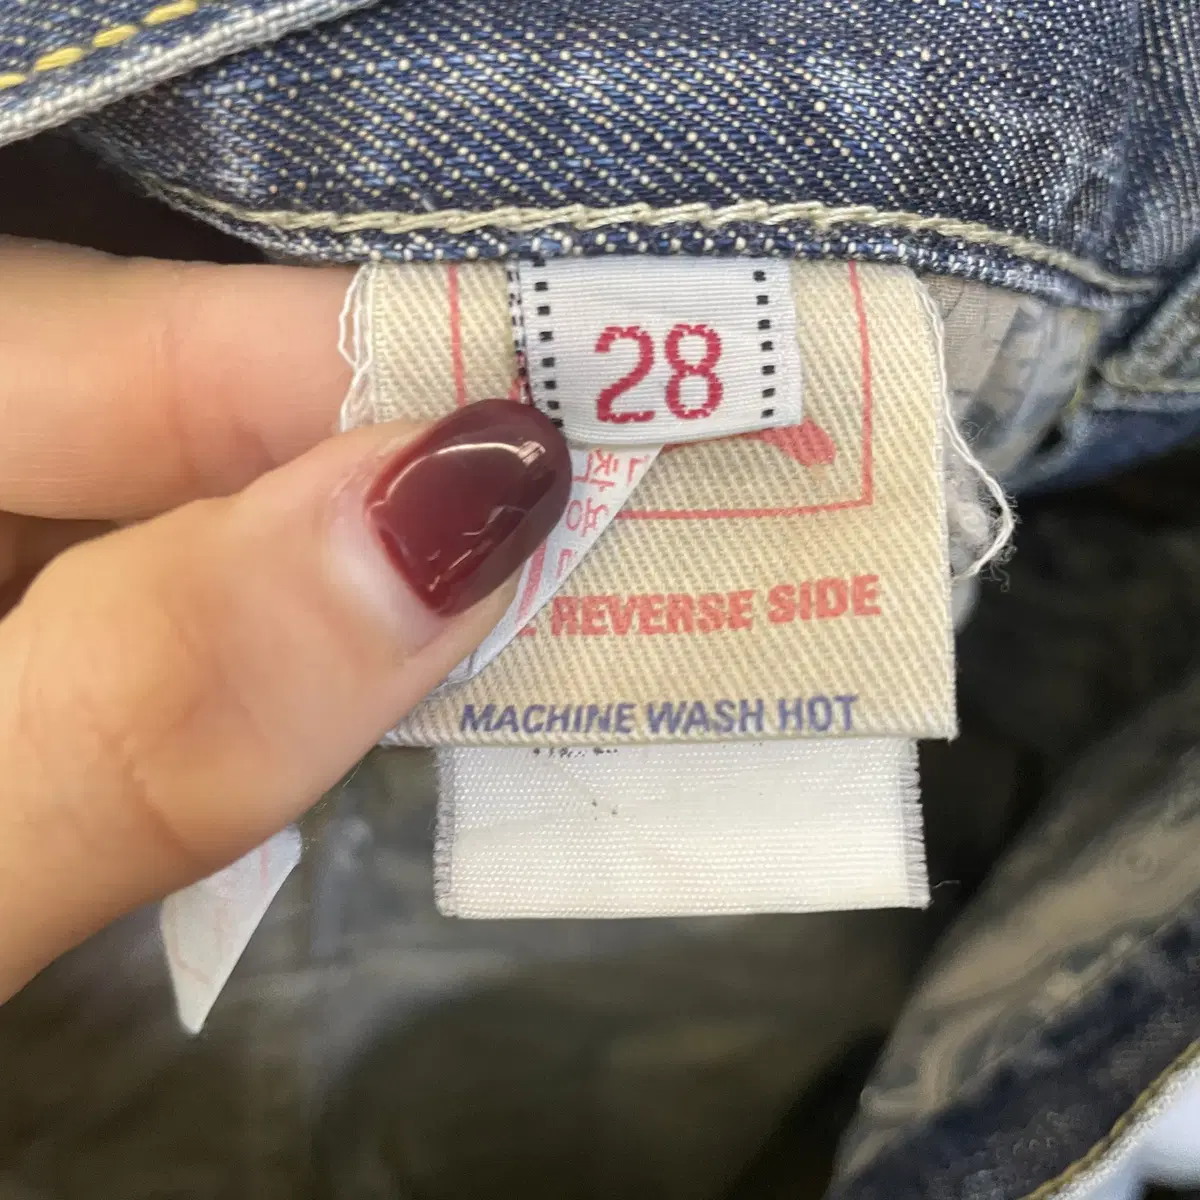 28
REVERSE SIDE
MACHINE WASH HOT